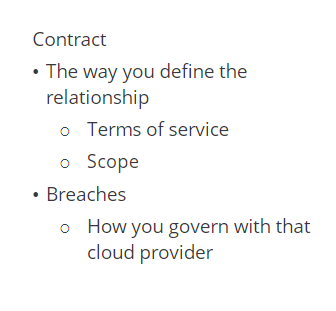 Contract
• The way you define the
relationship
o Terms of service
o Scope
• Breaches
o How you govern with that
cloud provider